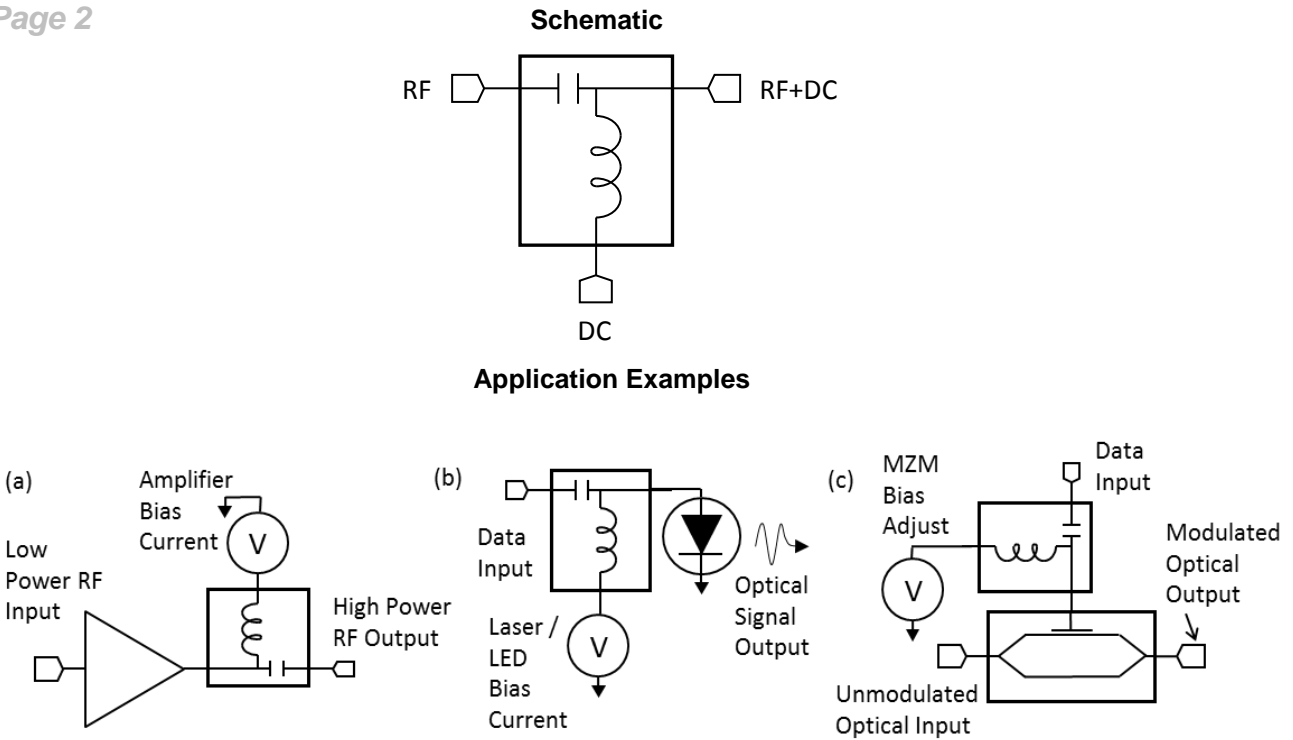 Page 2
Schematic
RF
RF+DC
DC
Application Examples
(a)
Amplifier
Bias
Current
V
Low
Power RF
Input
High Power
RF Output
(b)
Data
Input
Laser /
LED
Bias
Current
V
Optical
Signal
Output
(c)
MZM
Bias
Adjust
V
Data
Input
Modulated
Optical
Output
Unmodulated
Optical Input